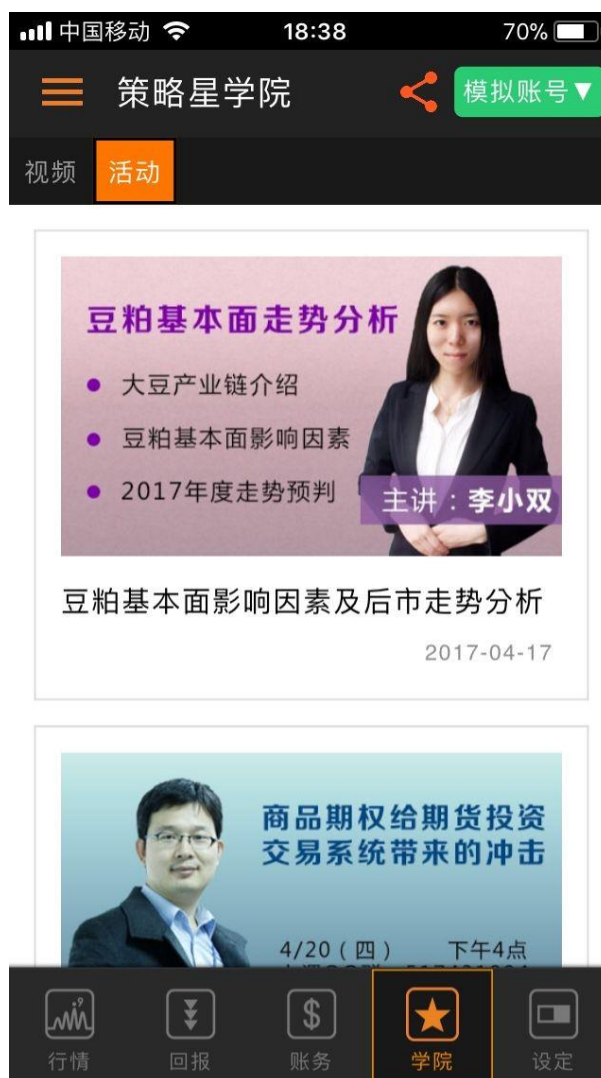 中国移动 18:38 70%
策略星学院 模拟账号▼
视频 活动
豆粕基本面走势分析
● 大豆产业链介绍
● 豆粕基本面影响因素
● 2017年度走势预判
主讲：李小双
豆粕基本面影响因素及后市走势分析
2017-04-17
商品期权给期货投资
交易系统带来的冲击
4/20（四） 下午4点
行情 回报 账务 学院 设定